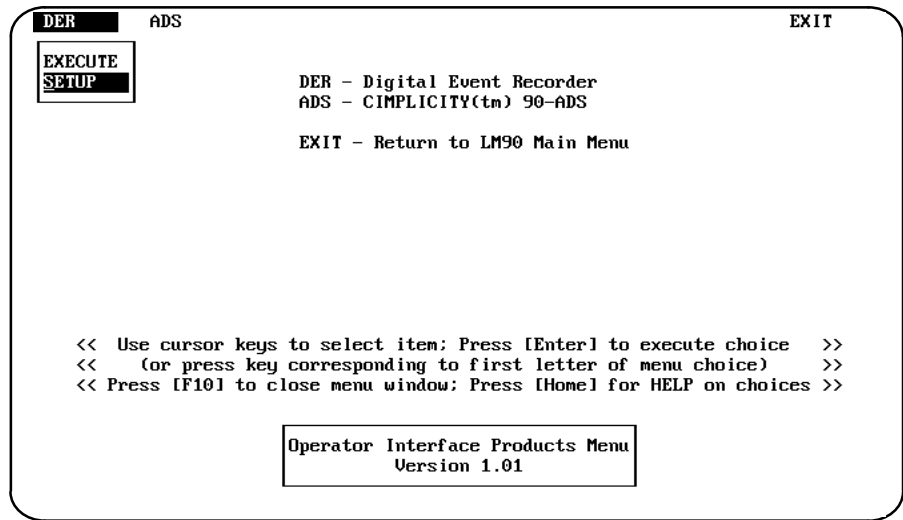 DER ADS EXIT
EXECUTE
SETUP
DER - Digital Event Recorder
ADS - CIMPLICITY(tm) 90-ADS
EXIT - Return to LM90 Main Menu
<< Use cursor keys to select item; Press [Enter] to execute choice >>
<< (or press key corresponding to first letter of menu choice) >>
<< Press [F10] to close menu window; Press [Home] for HELP on choices >>
Operator Interface Products Menu
Version 1.01